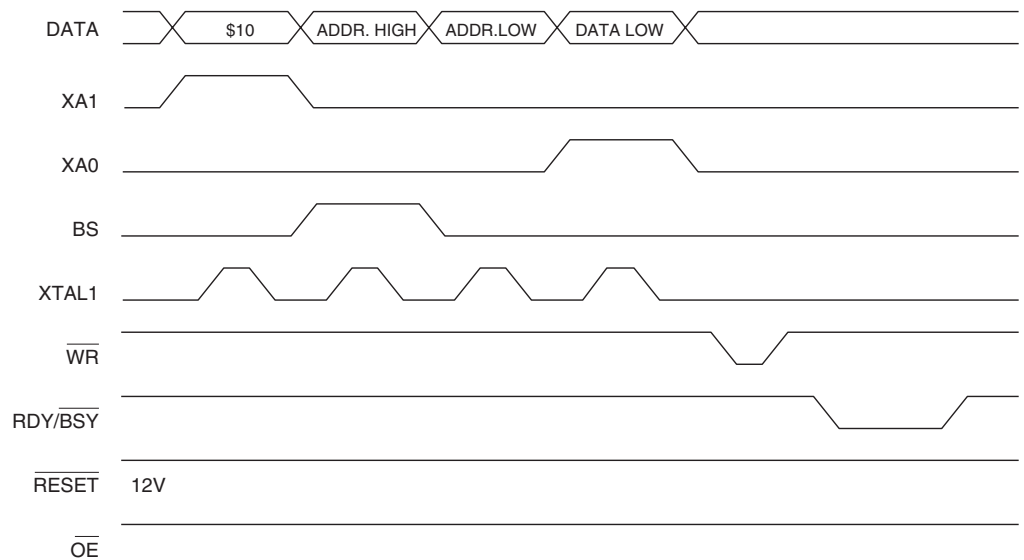 DATA $10 ADDR. HIGH ADDR.LOW DATA LOW
XA1
XA0
BS
XTAL1
WR
RDY/BSY
RESET 12V
OE